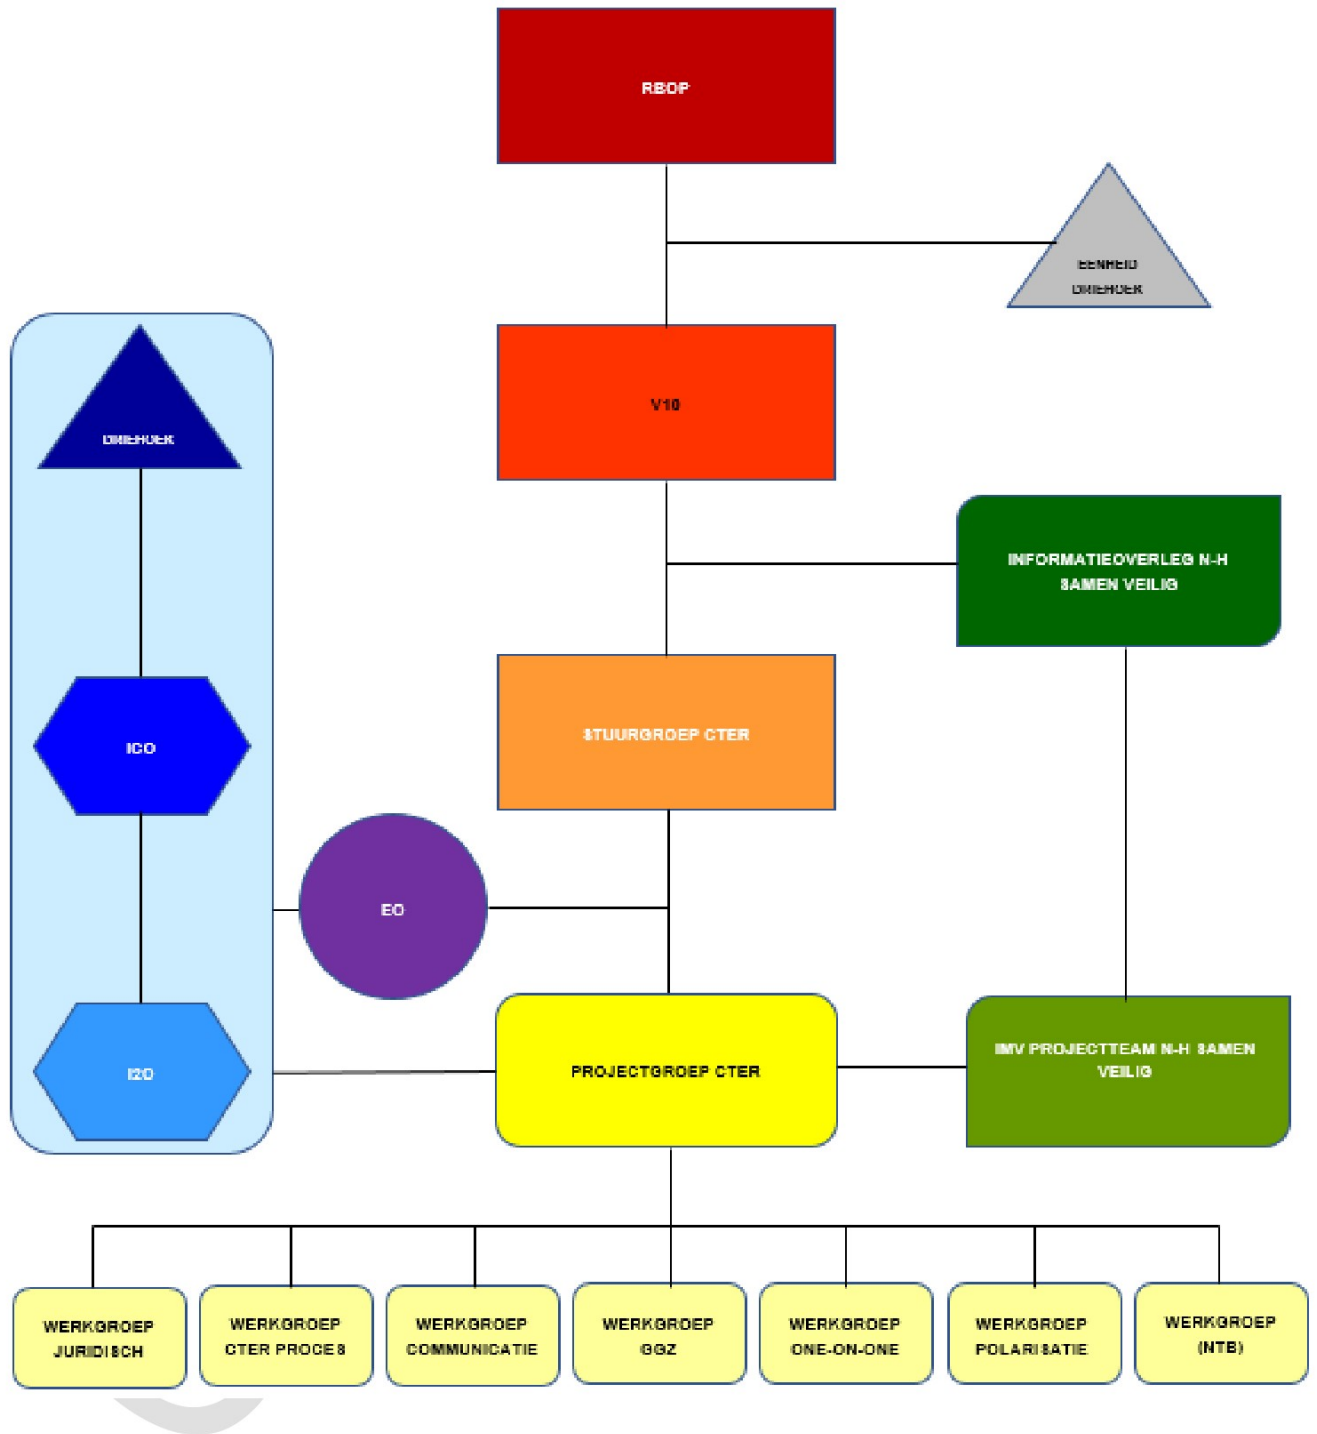 RBOP
EENHEID
DRIEHOEK
V10
DRIEHOEK
INFORMATIEOVERLEG N-H
SAMEN VEILIG
STUURGROEP CTER
ICO
EO
I2O
PROJECTGROEP CTER
IMV PROJECTTEAM N-H SAMEN
VEILIG
WERKGROEP
JURIDISCH
WERKGROEP
CTER PROCES
WERKGROEP
COMMUNICATIE
WERKGROEP
GGZ
WERKGROEP
ONE-ON-ONE
WERKGROEP
POLARISATIE
WERKGROEP
(NTB)